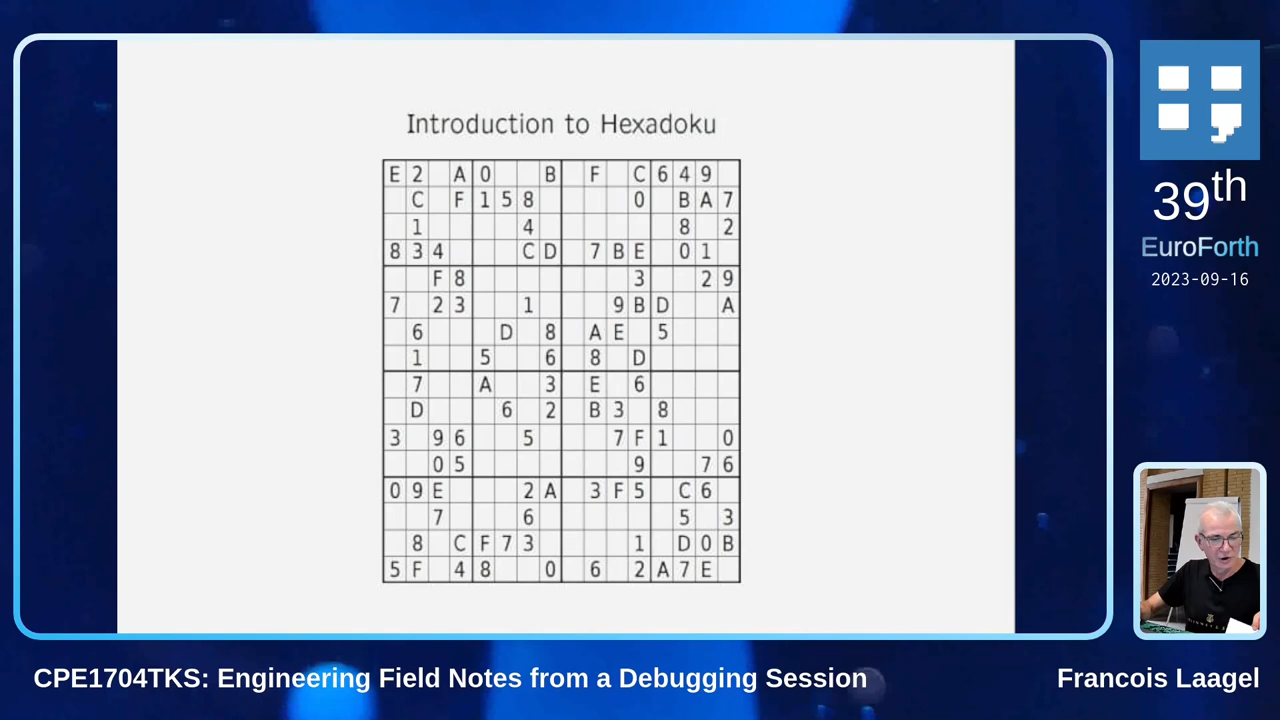 Introduction to Hexadoku
E 2 A 0 B F C 6 4 9
C F 1 5 8 0 B A 7
1 4 8 2
8 3 4 C D 7 B E 0 1
F 8 3 2 9
7 2 3 1 9 B D A
6 D 8 A E 5
1 5 6 8 D
7 A 3 E 6
D 6 2 B 3 8
3 9 6 5 7 F 1 0
0 5 9 7 6
0 9 E 2 A 3 F 5 C 6
7 6 5 3
8 C F 7 3 1 D 0 B
5 F 4 8 0 6 2 A 7 E
39th
EuroForth
2023-09-16
CPE1704TKS: Engineering Field Notes from a Debugging Session
Francois Laagel